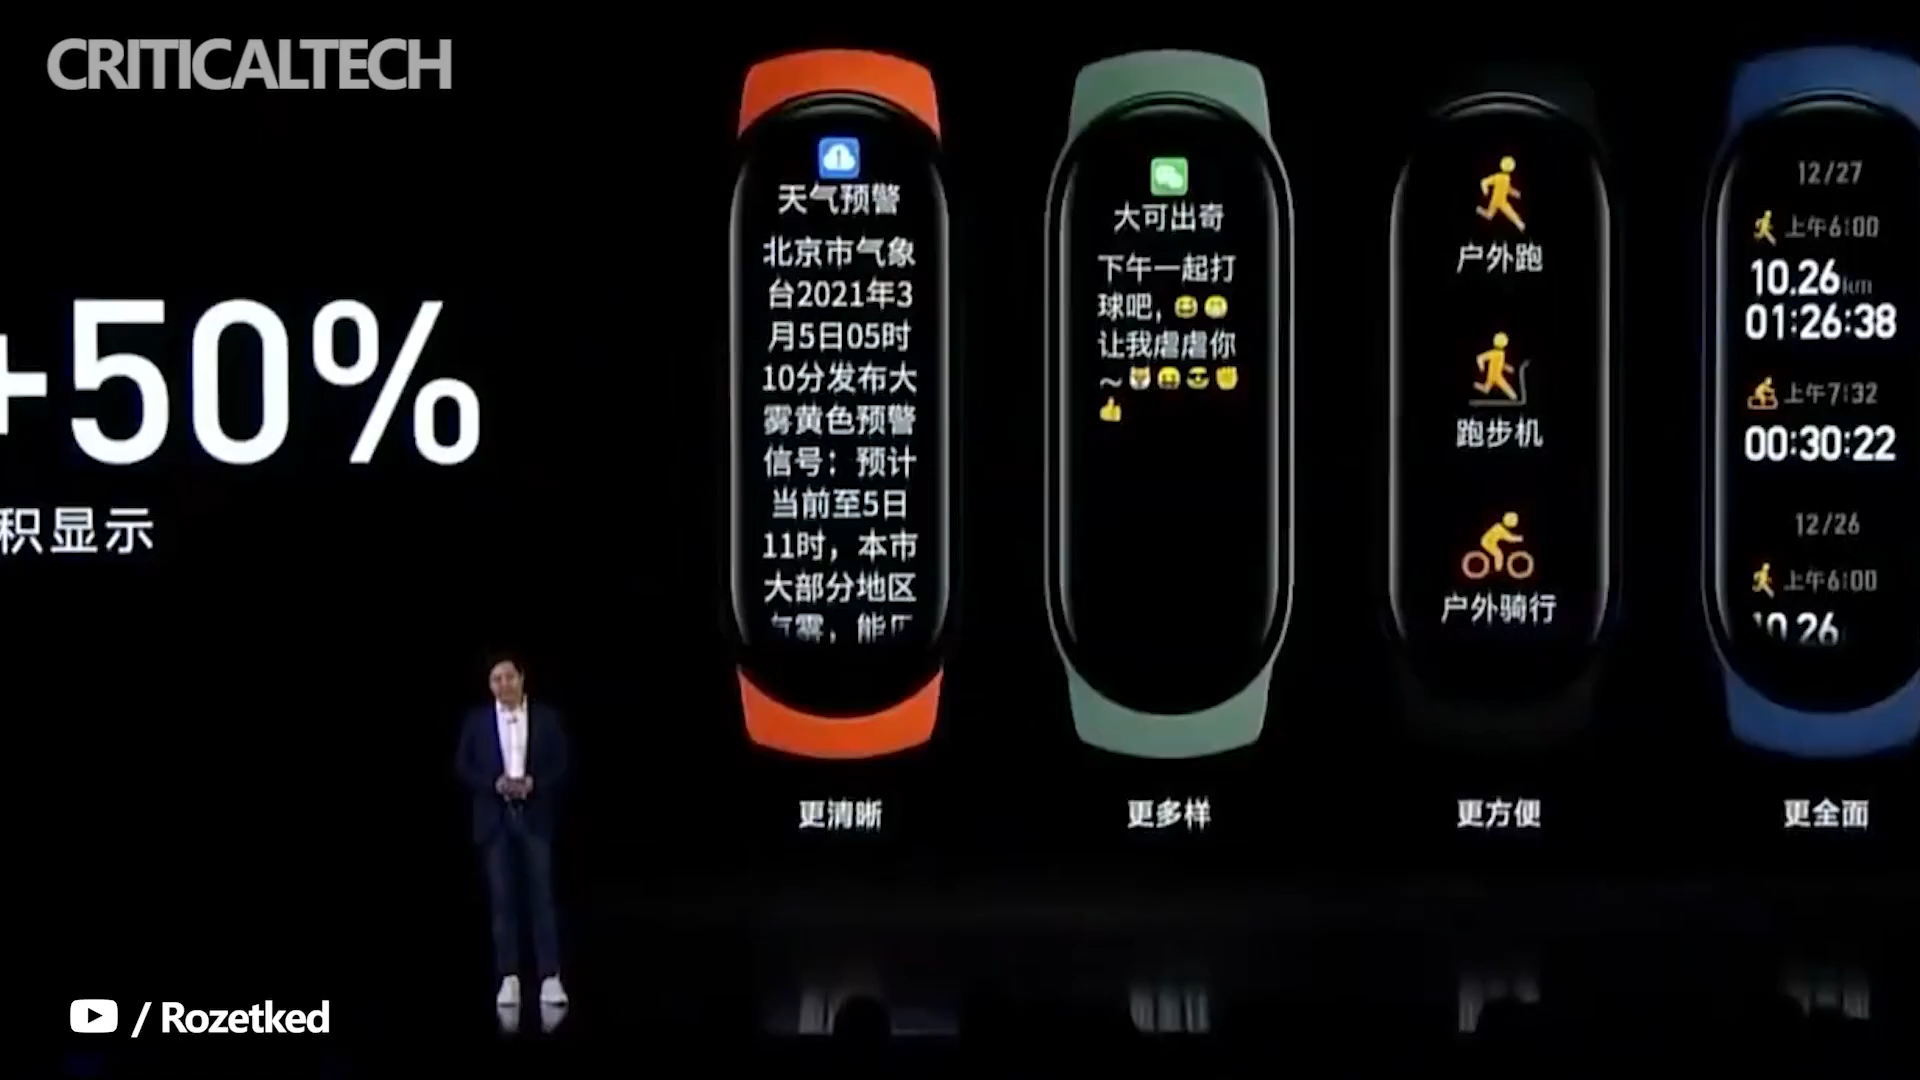 CRITICALTECH
+50%
积显示
天气预警
北京市气象
台2021年3
月5日05时
10分发布大
雾黄色预警
信号：预计
当前至5日
11时，本市
大部分地区
有雾，能见
更清晰
大可出奇
下午一起打
球吧，😆😁
让我虐虐你
～🐱😝😎✊
👍
更多样
户外跑
跑步机
户外骑行
更方便
12/27
上午6:00
10.26km
01:26:38
上午7:32
00:30:22
12/26
上午6:00
10.26
更全面
/ Rozetked